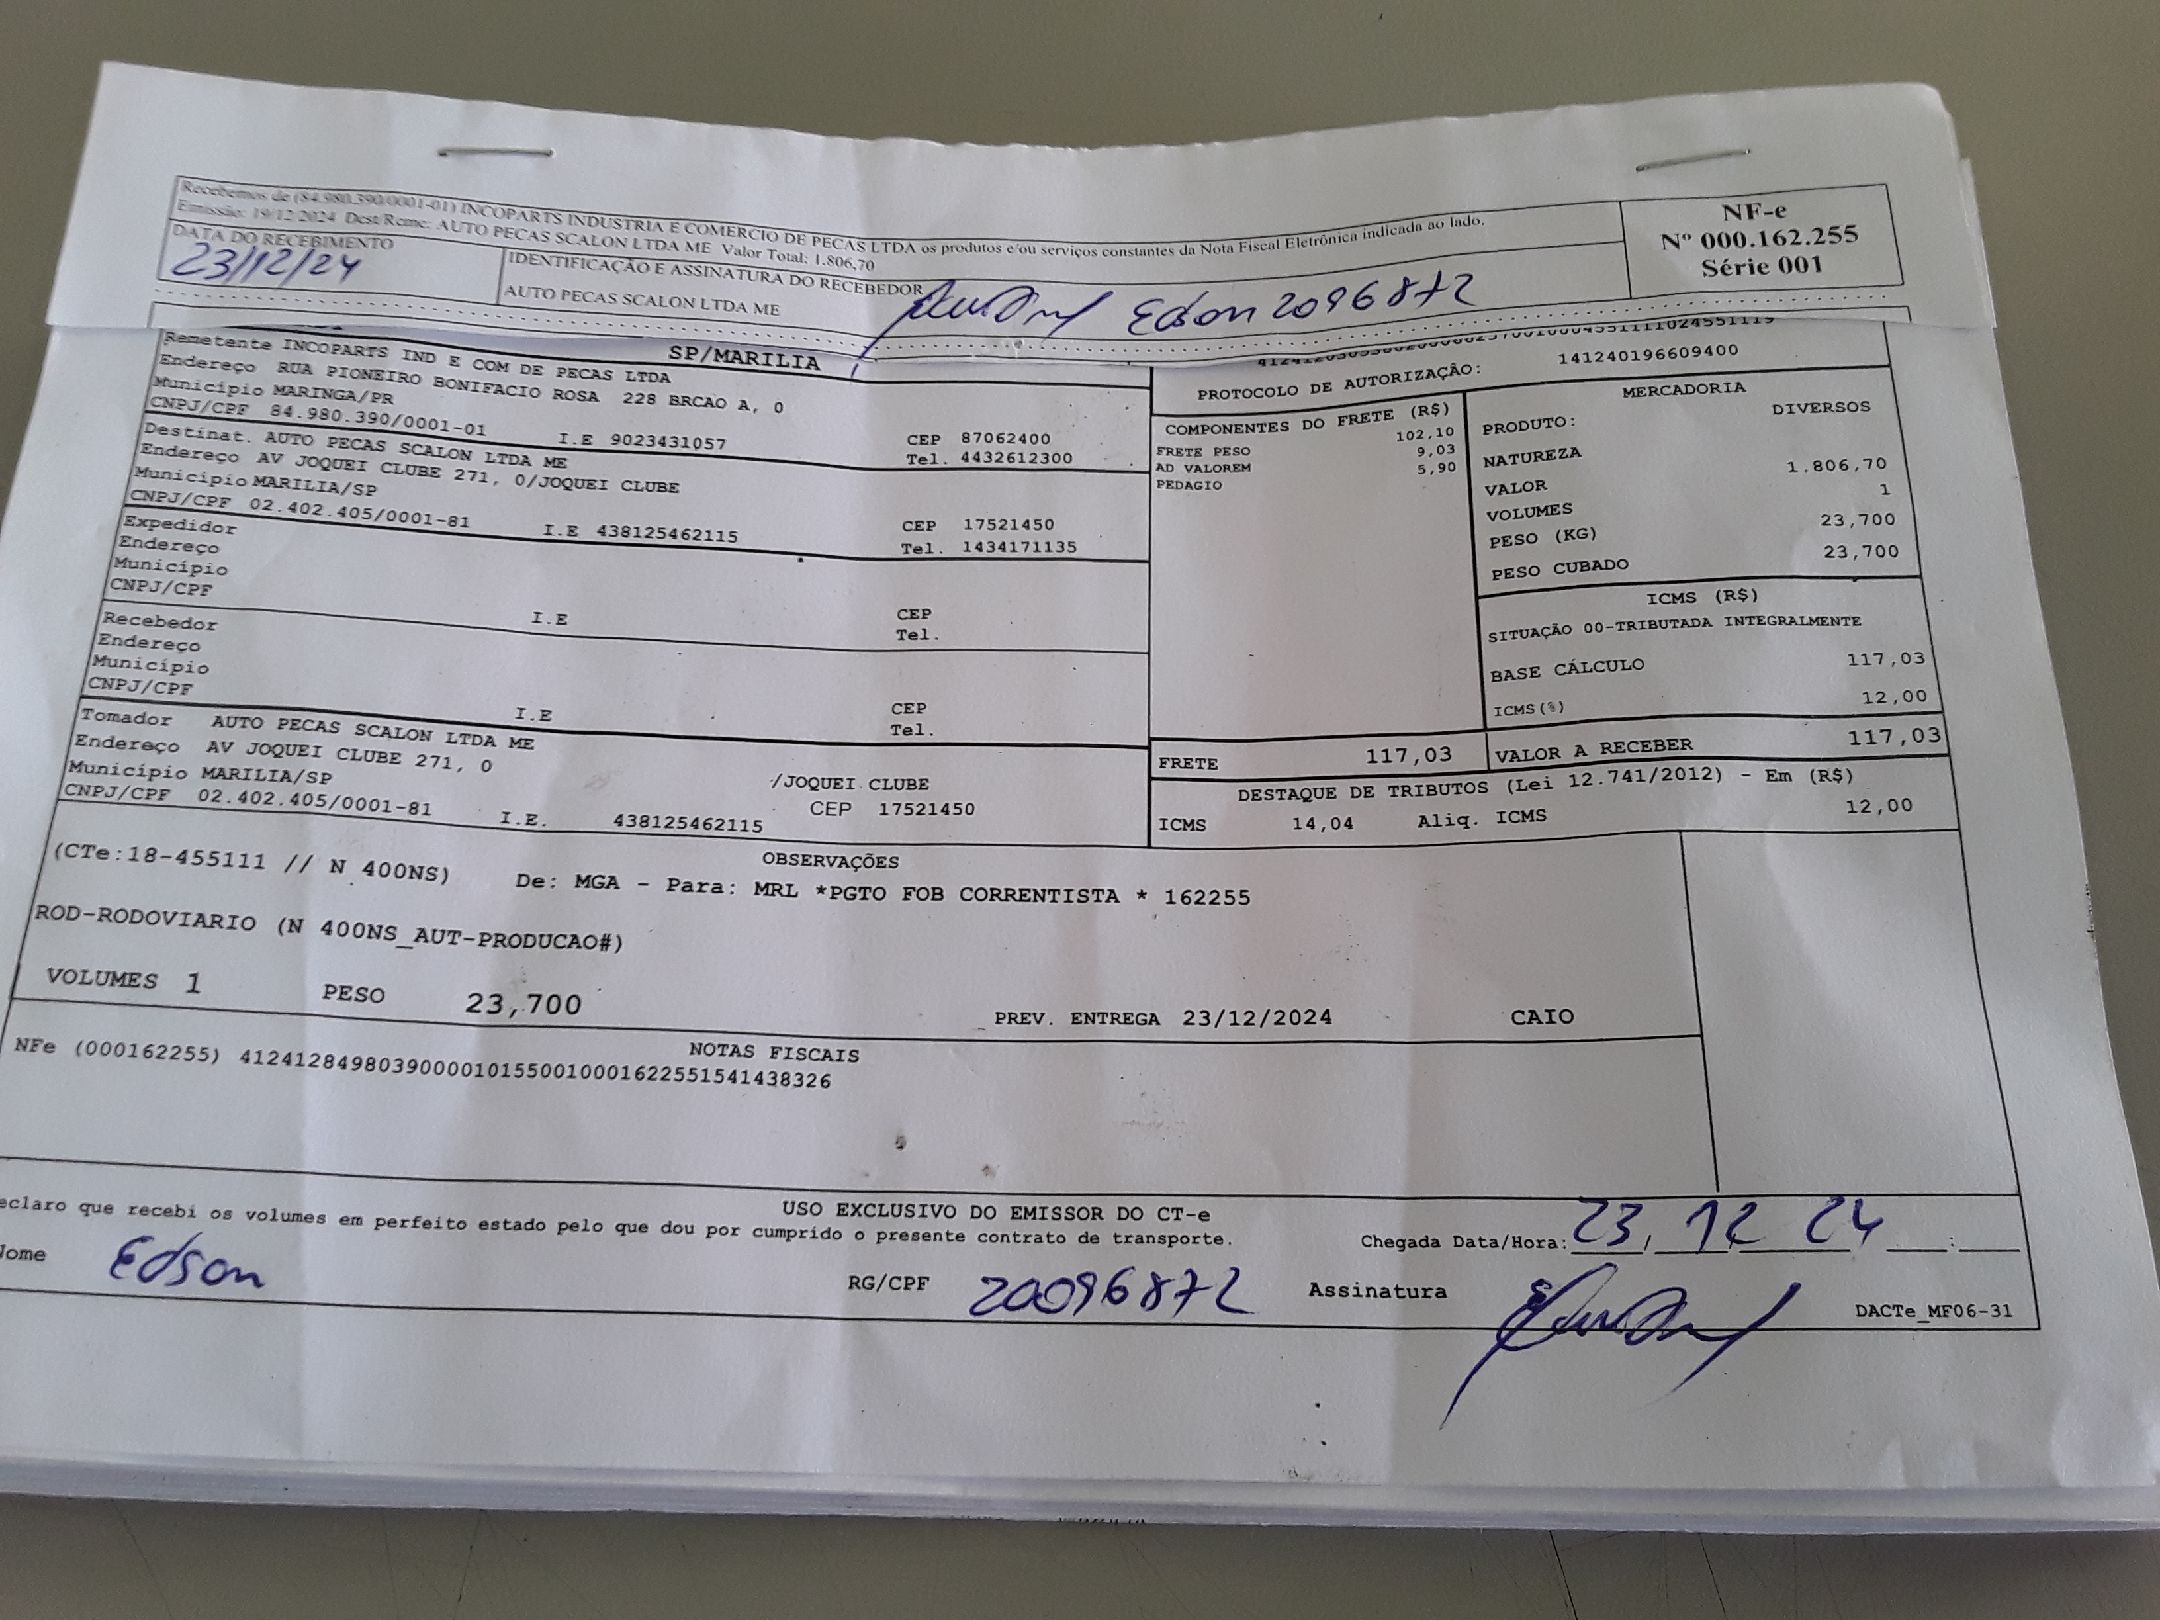 Recebemos de (84.980.390/0001-01) INCOPARTS INDUSTRIA E COMERCIO DE PECAS LTDA os produtos e/ou serviços constantes da Nota Fiscal Eletrônica indicada ao lado.
Emissão: 19/12/2024 Dest/Reme: AUTO PECAS SCALON LTDA ME Valor Total: 1.806,70
DATA DO RECEBIMENTO
23/12/24
IDENTIFICAÇÃO E ASSINATURA DO RECEBEDOR
AUTO PECAS SCALON LTDA ME
Edson 2096872
NF-e
Nº 000.162.255
Série 001
SP/MARILIA
Remetente INCOPARTS IND E COM DE PECAS LTDA
Endereço RUA PIONEIRO BONIFACIO ROSA 228 BRCAO A, 0
Município MARINGA/PR
CNPJ/CPF 84.980.390/0001-01 I.E 9023431057
CEP 87062400
Tel. 4432612300
Destinat. AUTO PECAS SCALON LTDA ME
Endereço AV JOQUEI CLUBE 271, 0/JOQUEI CLUBE
Município MARILIA/SP
CNPJ/CPF 02.402.405/0001-81 I.E 438125462115
CEP 17521450
Tel. 1434171135
Expedidor
Endereço
Município
CNPJ/CPF
I.E
CEP
Tel.
Recebedor
Endereço
Município
CNPJ/CPF
I.E
CEP
Tel.
Tomador AUTO PECAS SCALON LTDA ME
Endereço AV JOQUEI CLUBE 271, 0 /JOQUEI CLUBE
Município MARILIA/SP CEP 17521450
CNPJ/CPF 02.402.405/0001-81 I.E. 438125462115
PROTOCOLO DE AUTORIZAÇÃO: 141240196609400
COMPONENTES DO FRETE (R$)
FRETE PESO 102,10
AD VALOREM 9,03
PEDAGIO 5,90
MERCADORIA
PRODUTO: DIVERSOS
NATUREZA
VALOR 1.806,70
VOLUMES 1
PESO (KG) 23,700
PESO CUBADO 23,700
ICMS (R$)
SITUAÇÃO 00-TRIBUTADA INTEGRALMENTE
BASE CÁLCULO 117,03
ICMS(%) 12,00
FRETE 117,03 VALOR A RECEBER 117,03
DESTAQUE DE TRIBUTOS (Lei 12.741/2012) - Em (R$)
ICMS 14,04 Aliq. ICMS 12,00
OBSERVAÇÕES
(CTe:18-455111 // N 400NS) De: MGA - Para: MRL *PGTO FOB CORRENTISTA * 162255
ROD-RODOVIARIO (N 400NS_AUT-PRODUCAO#)
VOLUMES 1 PESO 23,700
PREV. ENTREGA 23/12/2024 CAIO
NOTAS FISCAIS
NFe (000162255) 41241284980390000101550010001622551541438326
USO EXCLUSIVO DO EMISSOR DO CT-e
eclaro que recebi os volumes em perfeito estado pelo que dou por cumprido o presente contrato de transporte.
Chegada Data/Hora: 23/12/24 :
Nome Edson RG/CPF 20096872 Assinatura
DACTe_MF06-31